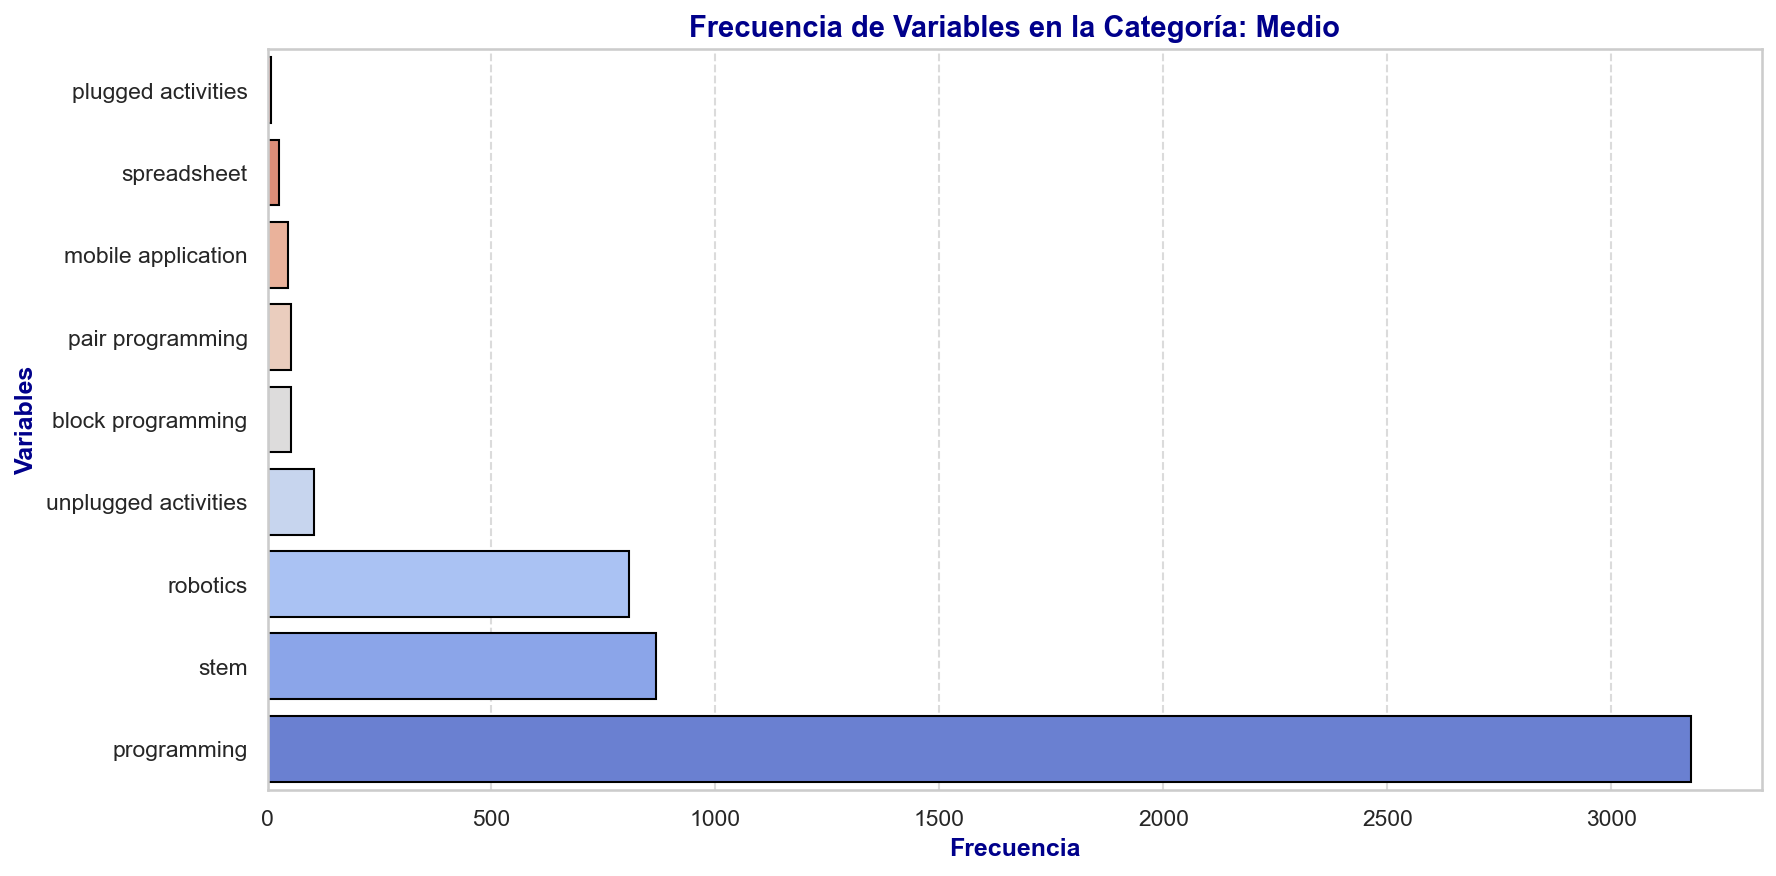 Frecuencia de Variables en la Categoría: Medio
plugged activities
spreadsheet
mobile application
pair programming
block programming
unplugged activities
robotics
stem
programming
Variables
0 500 1000 1500 2000 2500 3000
Frecuencia